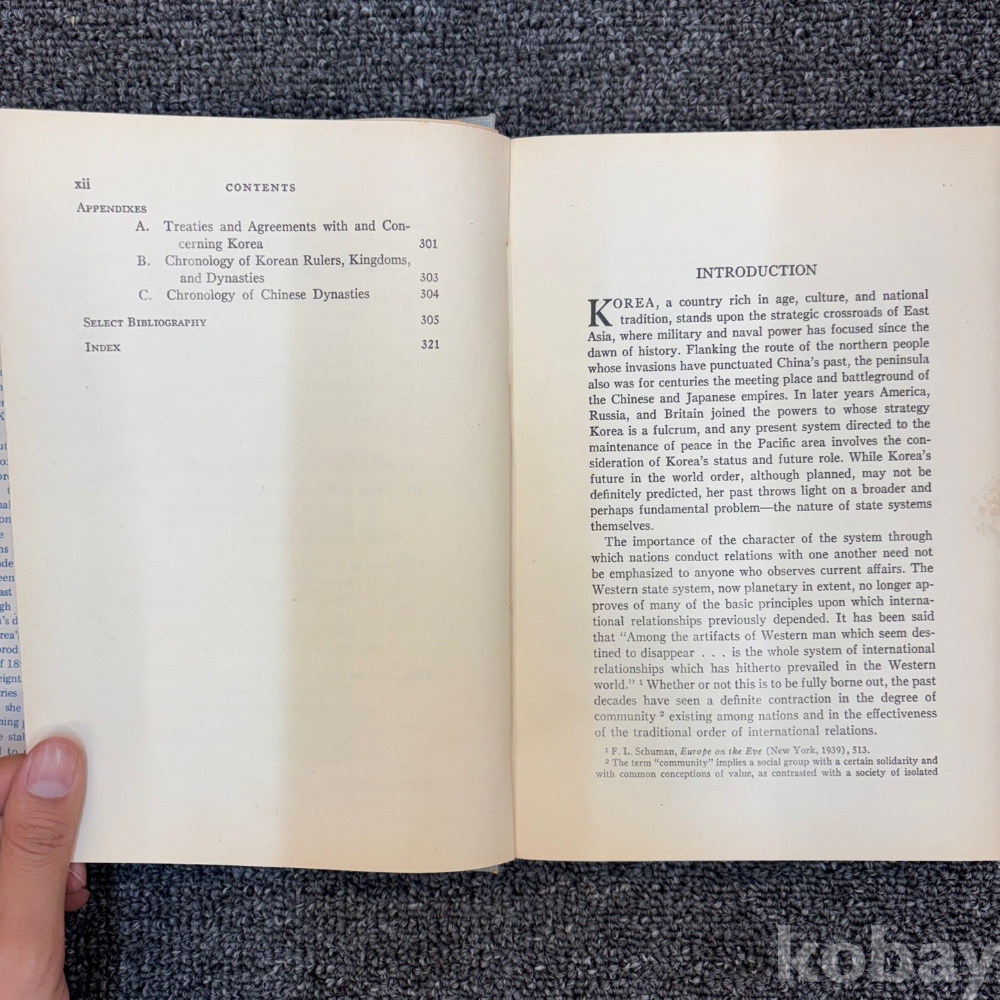 xii
CONTENTS
APPENDIXES
A. Treaties and Agreements with and Con-
cerning Korea 301
B. Chronology of Korean Rulers, Kingdoms,
and Dynasties 303
C. Chronology of Chinese Dynasties 304
SELECT BIBLIOGRAPHY 305
INDEX 321
INTRODUCTION
KOREA, a country rich in age, culture, and national
tradition, stands upon the strategic crossroads of East
Asia, where military and naval power has focused since the
dawn of history. Flanking the route of the northern people
whose invasions have punctuated China's past, the peninsula
also was for centuries the meeting place and battleground of
the Chinese and Japanese empires. In later years America,
Russia, and Britain joined the powers to whose strategy
Korea is a fulcrum, and any present system directed to the
maintenance of peace in the Pacific area involves the con-
sideration of Korea's status and future role. While Korea's
future in the world order, although planned, may not be
definitely predicted, her past throws light on a broader and
perhaps fundamental problem—the nature of state systems
themselves.
The importance of the character of the system through
which nations conduct relations with one another need not
be emphasized to anyone who observes current affairs. The
Western state system, now planetary in extent, no longer ap-
proves of many of the basic principles upon which interna-
tional relationships previously depended. It has been said
that "Among the artifacts of Western man which seem des-
tined to disappear . . . is the whole system of international
relationships which has hitherto prevailed in the Western
world." 1 Whether or not this is to be fully borne out, the past
decades have seen a definite contraction in the degree of
community 2 existing among nations and in the effectiveness
of the traditional order of international relations.
1 F. L. Schuman, Europe on the Eve (New York, 1939), 513.
2 The term "community" implies a social group with a certain solidarity and
with common conceptions of value, as contrasted with a society of isolated
kobay